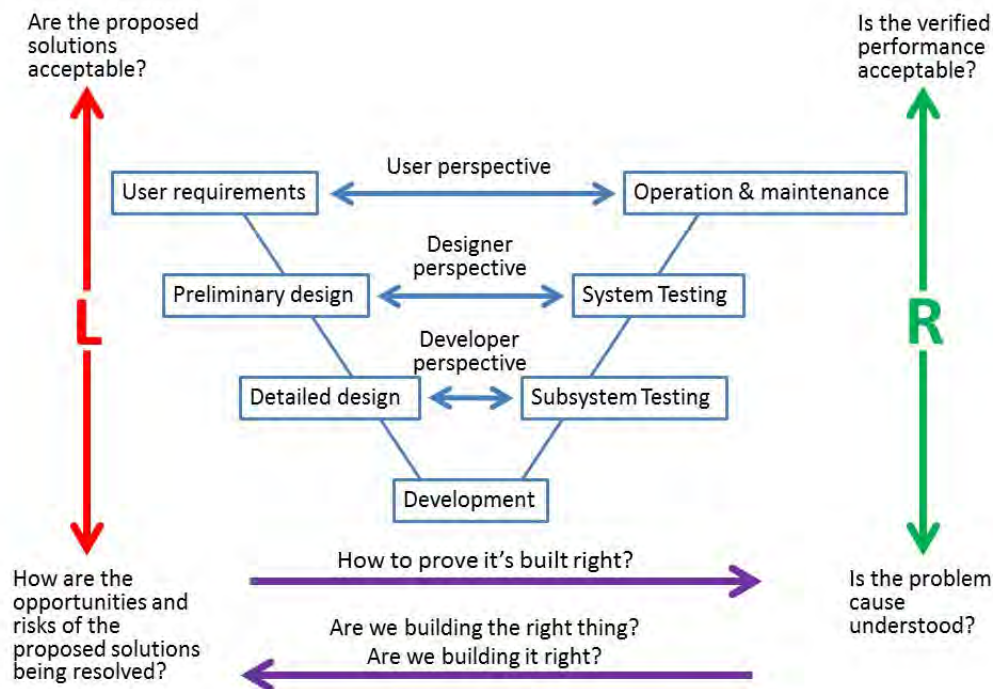 Are the proposed
solutions
acceptable?
Is the verified
performance
acceptable?
User perspective
User requirements
Operation & maintenance
Designer
perspective
Preliminary design
System Testing
L
R
Developer
perspective
Detailed design
Subsystem Testing
Development
How to prove it's built right?
How are the
opportunities and
risks of the
proposed solutions
being resolved?
Is the problem
cause
understood?
Are we building the right thing?
Are we building it right?